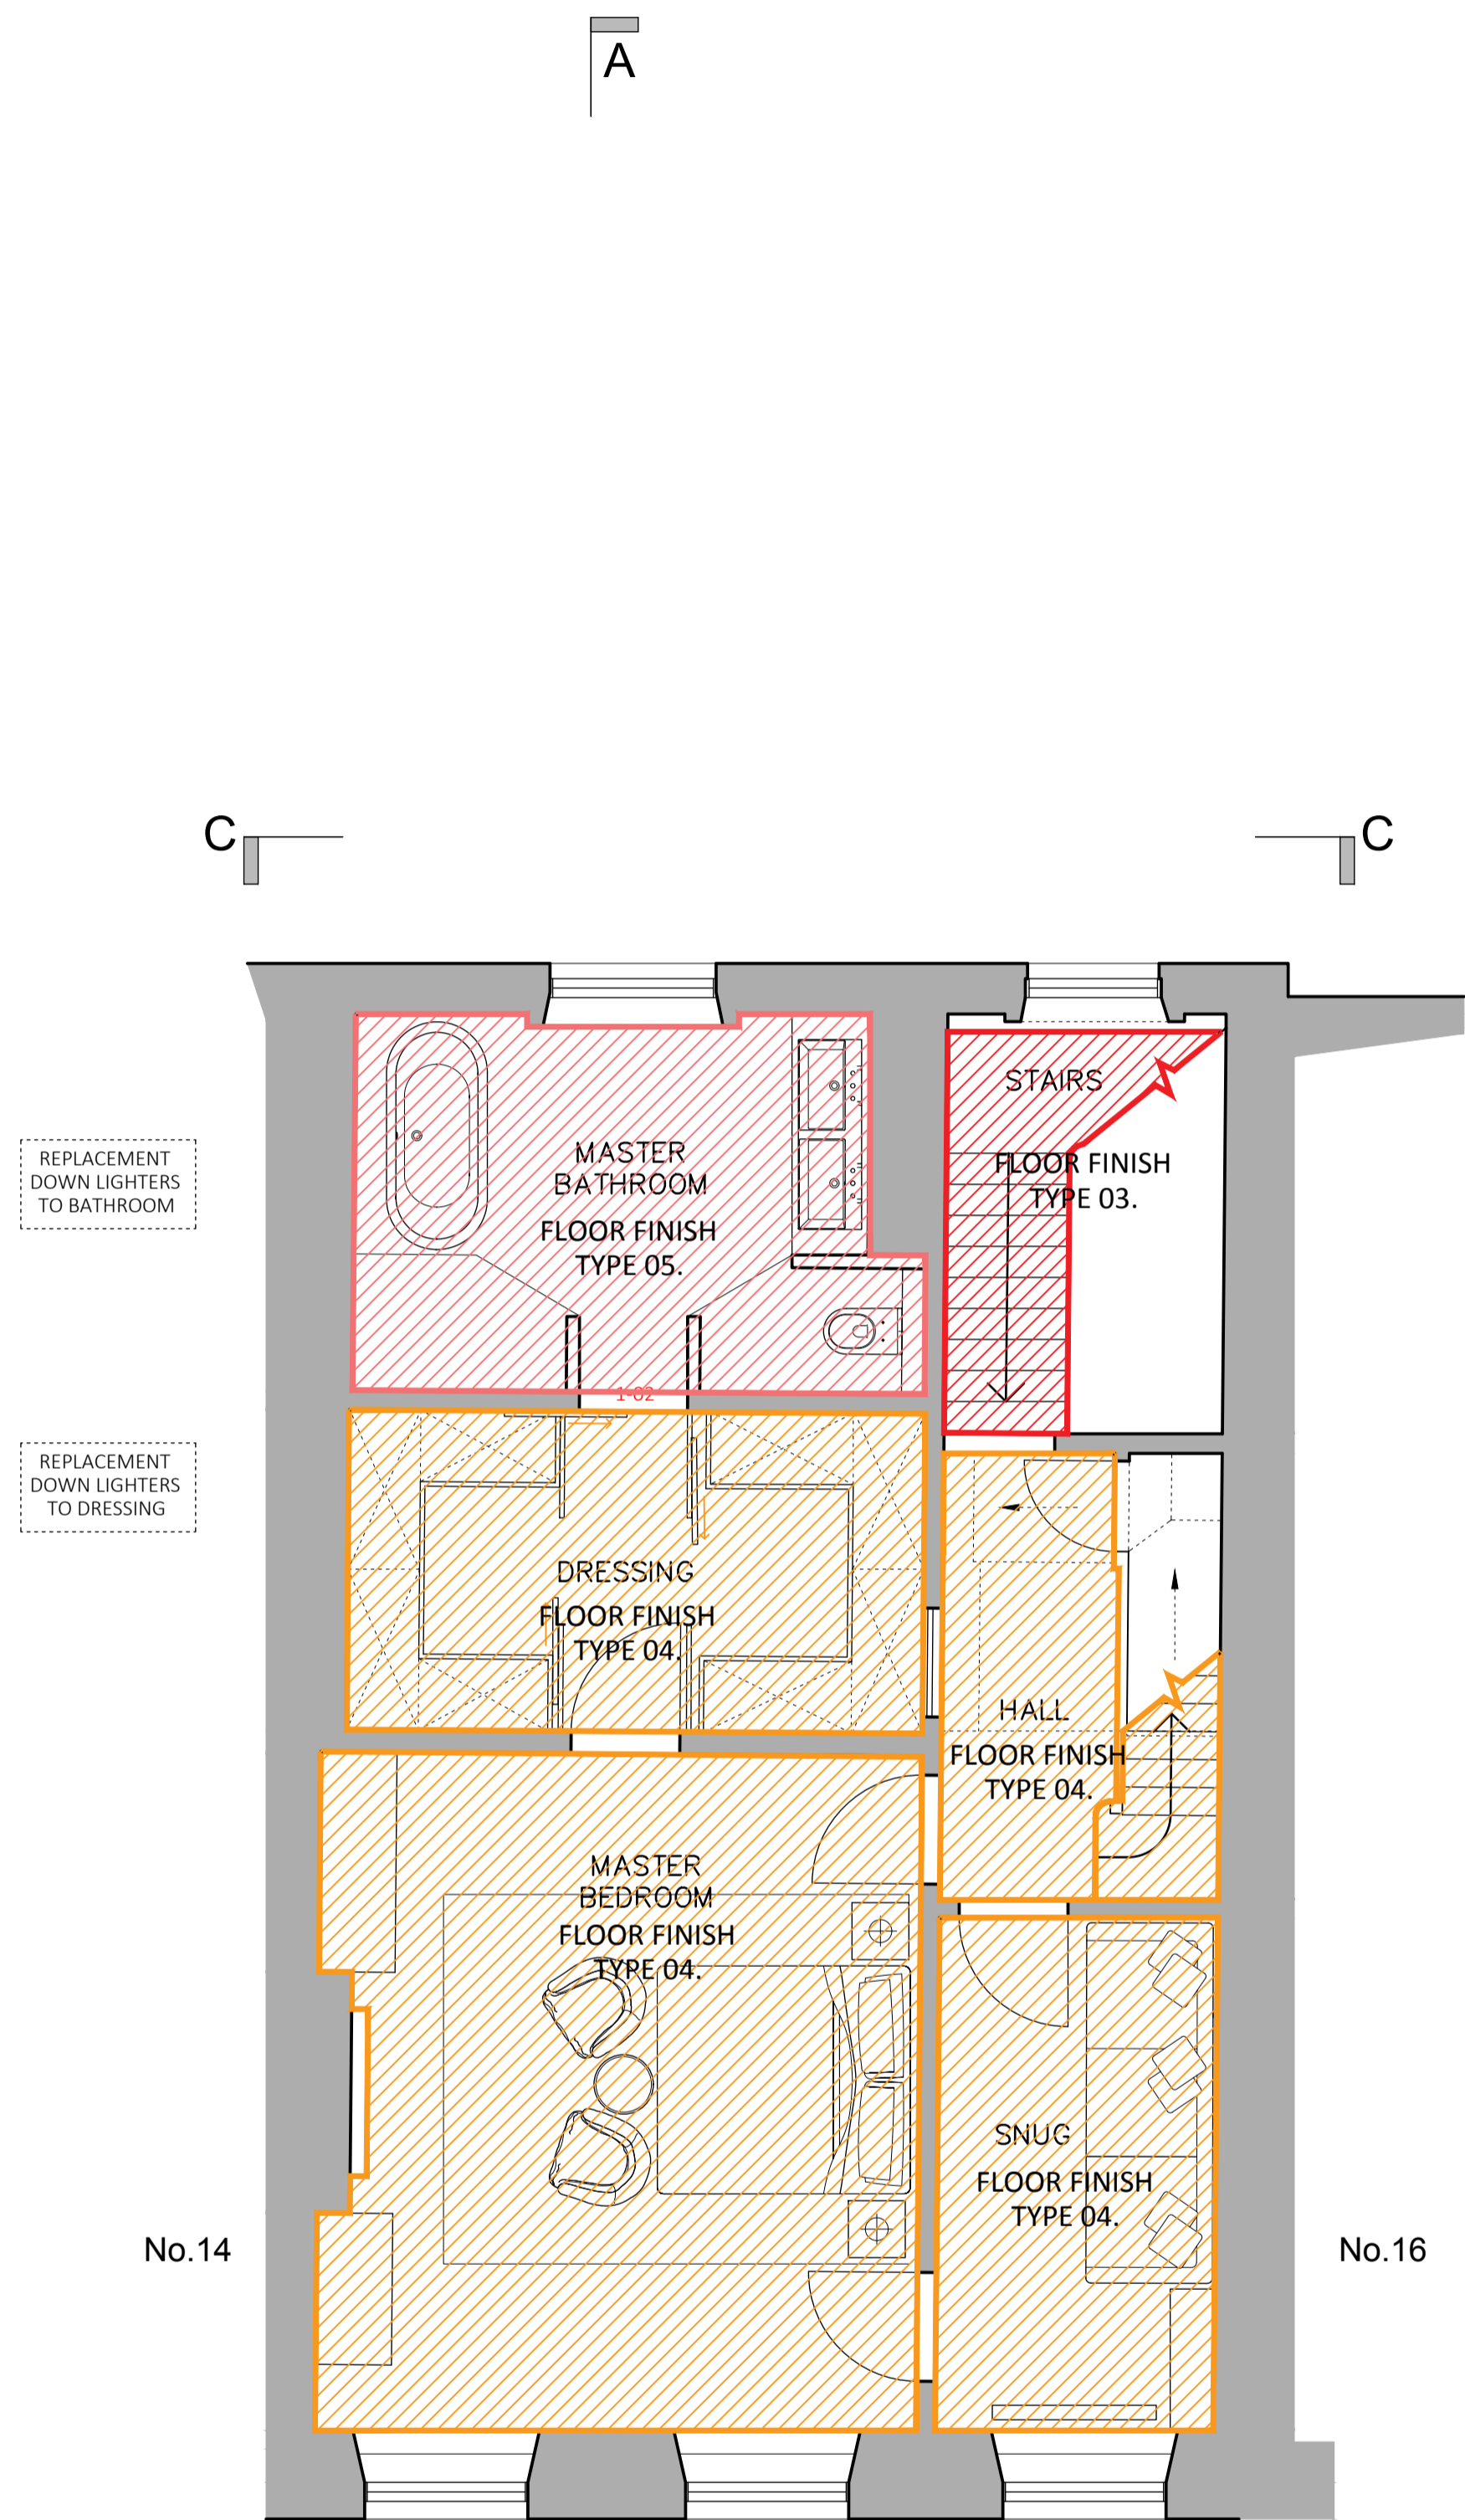 A
C
C
REPLACEMENT
DOWN LIGHTERS
TO BATHROOM
STAIRS
FLOOR FINISH
TYPE 03.
MASTER
BATHROOM
FLOOR FINISH
TYPE 05.
1-02
REPLACEMENT
DOWN LIGHTERS
TO DRESSING
DRESSING
FLOOR FINISH
TYPE 04.
HALL
FLOOR FINISH
TYPE 04.
MASTER
BEDROOM
FLOOR FINISH
TYPE 04.
SNUG
FLOOR FINISH
TYPE 04.
No.14
No.16